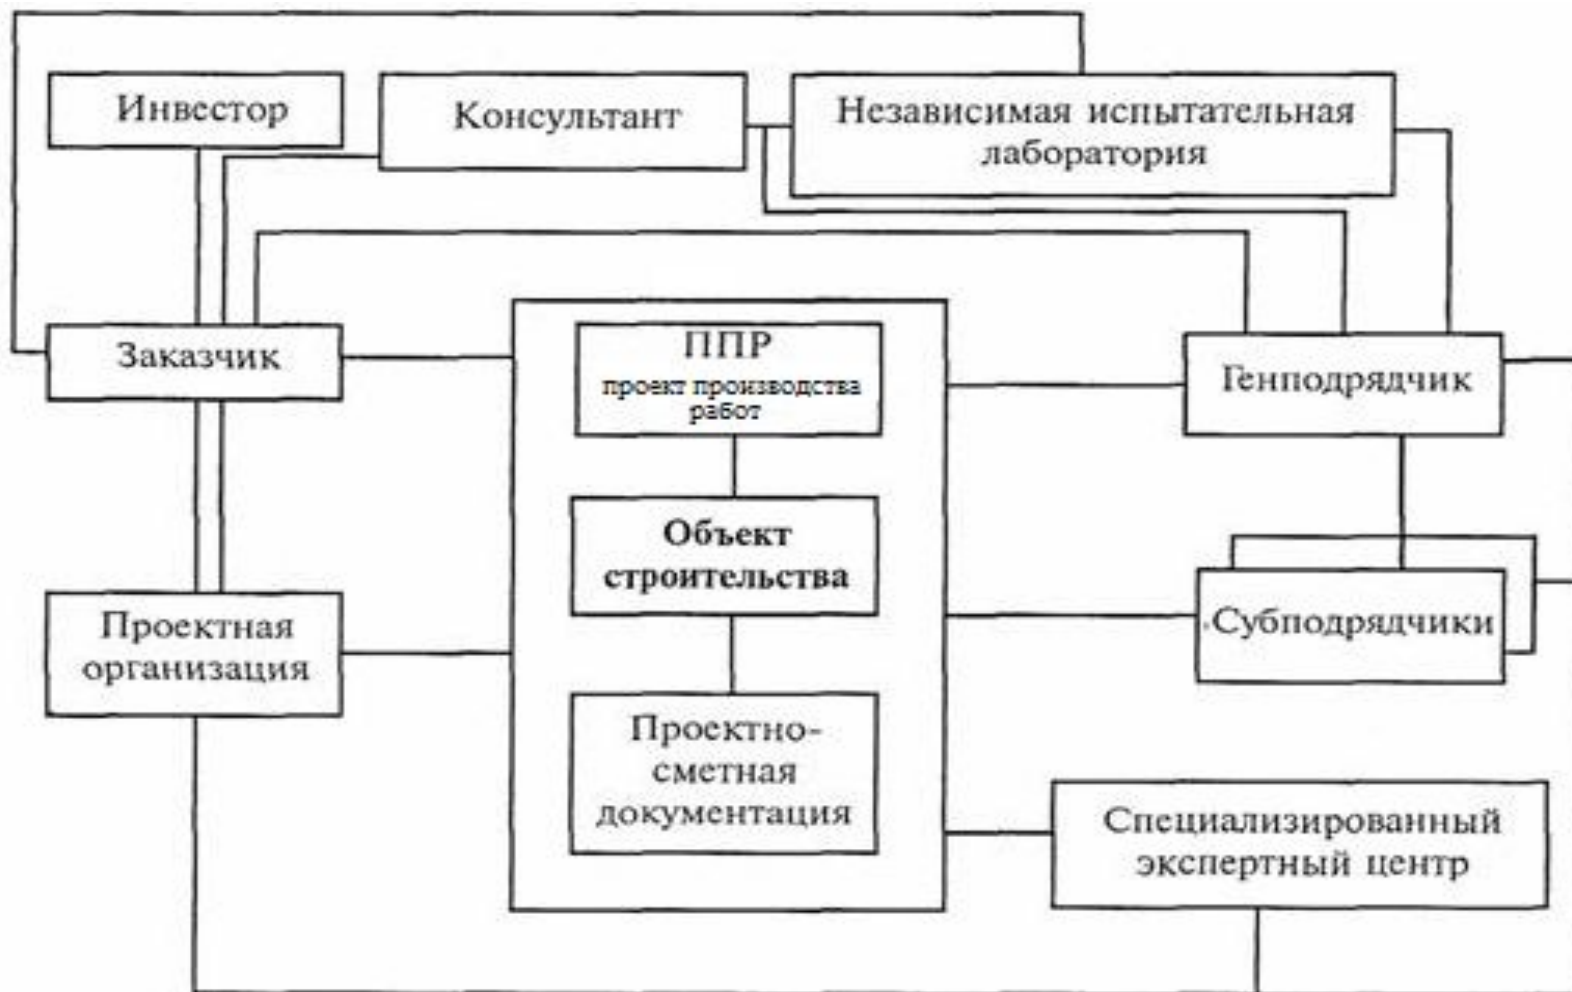 Инвестор
Консультант
Независимая испытательная
лаборатория
Заказчик
ППР
проект производства
работ
Генподрядчик
Объект
строительства
Проектная
организация
Субподрядчики
Проектно-
сметная
документация
Специализированный
экспертный центр